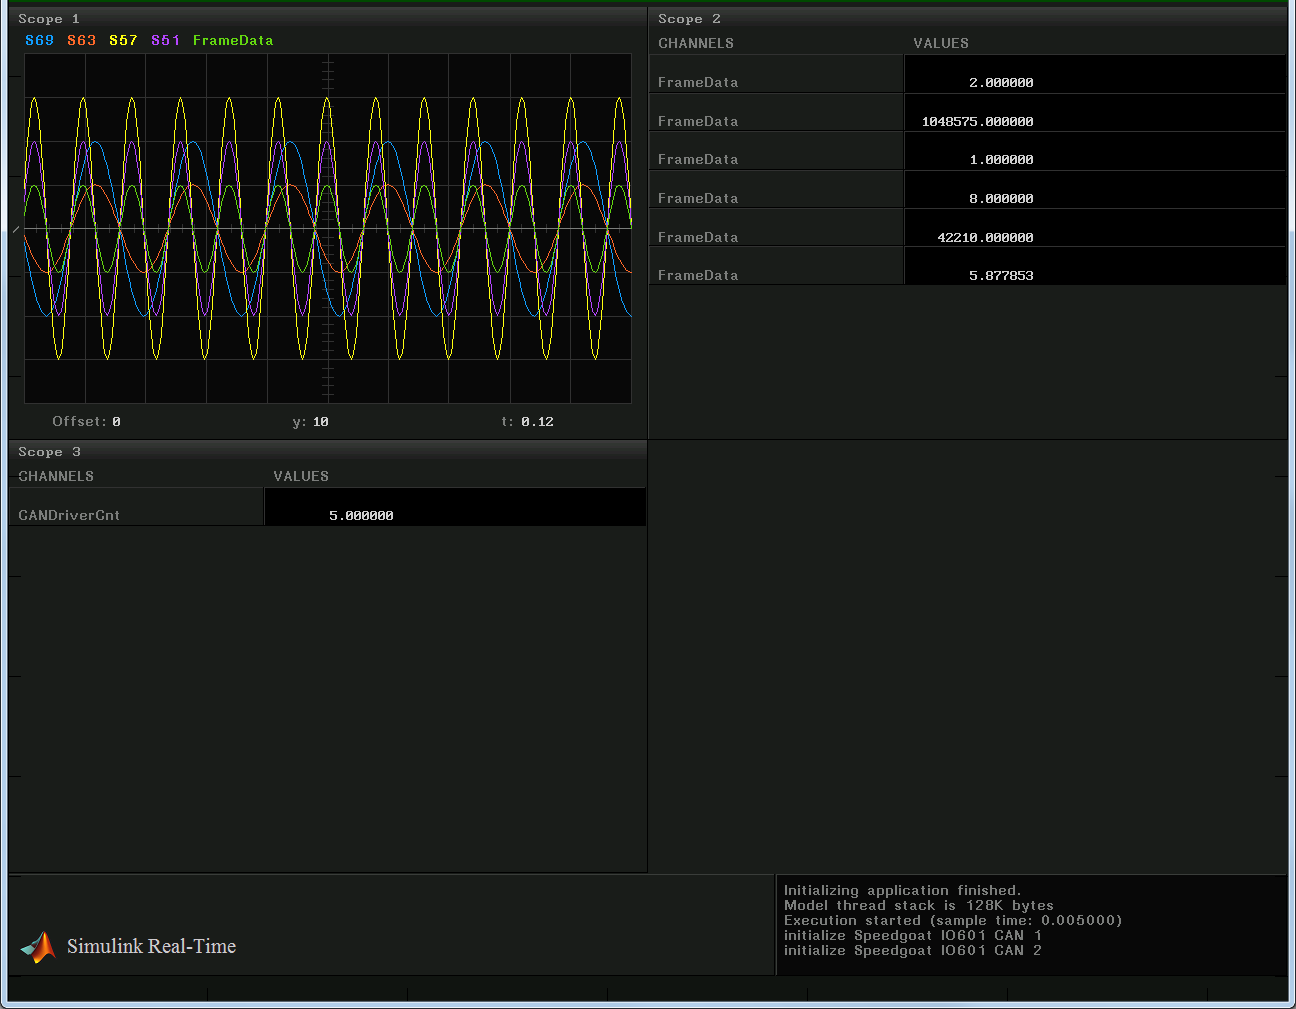 Scope 1
S69 S63 S57 S51 FrameData
Offset: 0 y: 10 t: 0.12
Scope 2
CHANNELS VALUES
FrameData 2.000000
FrameData 1048575.000000
FrameData 1.000000
FrameData 8.000000
FrameData 42210.000000
FrameData 5.877853
Scope 3
CHANNELS VALUES
CANDriverCnt 5.000000
Simulink Real-Time
Initializing application finished.
Model thread stack is 128K bytes
Execution started (sample time: 0.005000)
initialize Speedgoat IO601 CAN 1
initialize Speedgoat IO601 CAN 2